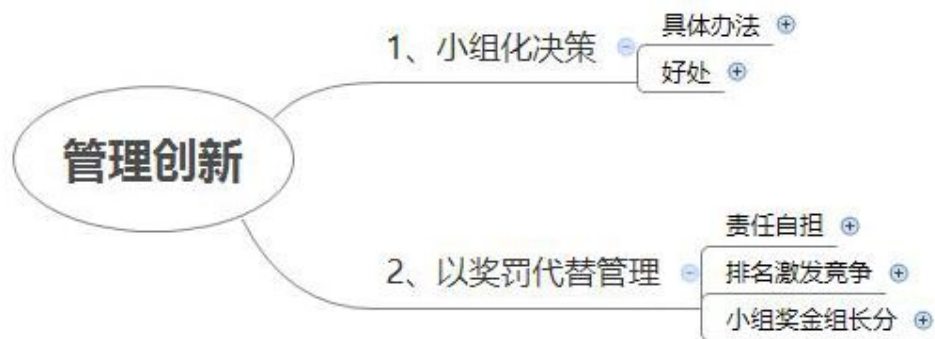 管理创新
1、小组化决策
具体办法
好处
2、以奖罚代替管理
责任自担
排名激发竞争
小组奖金组长分